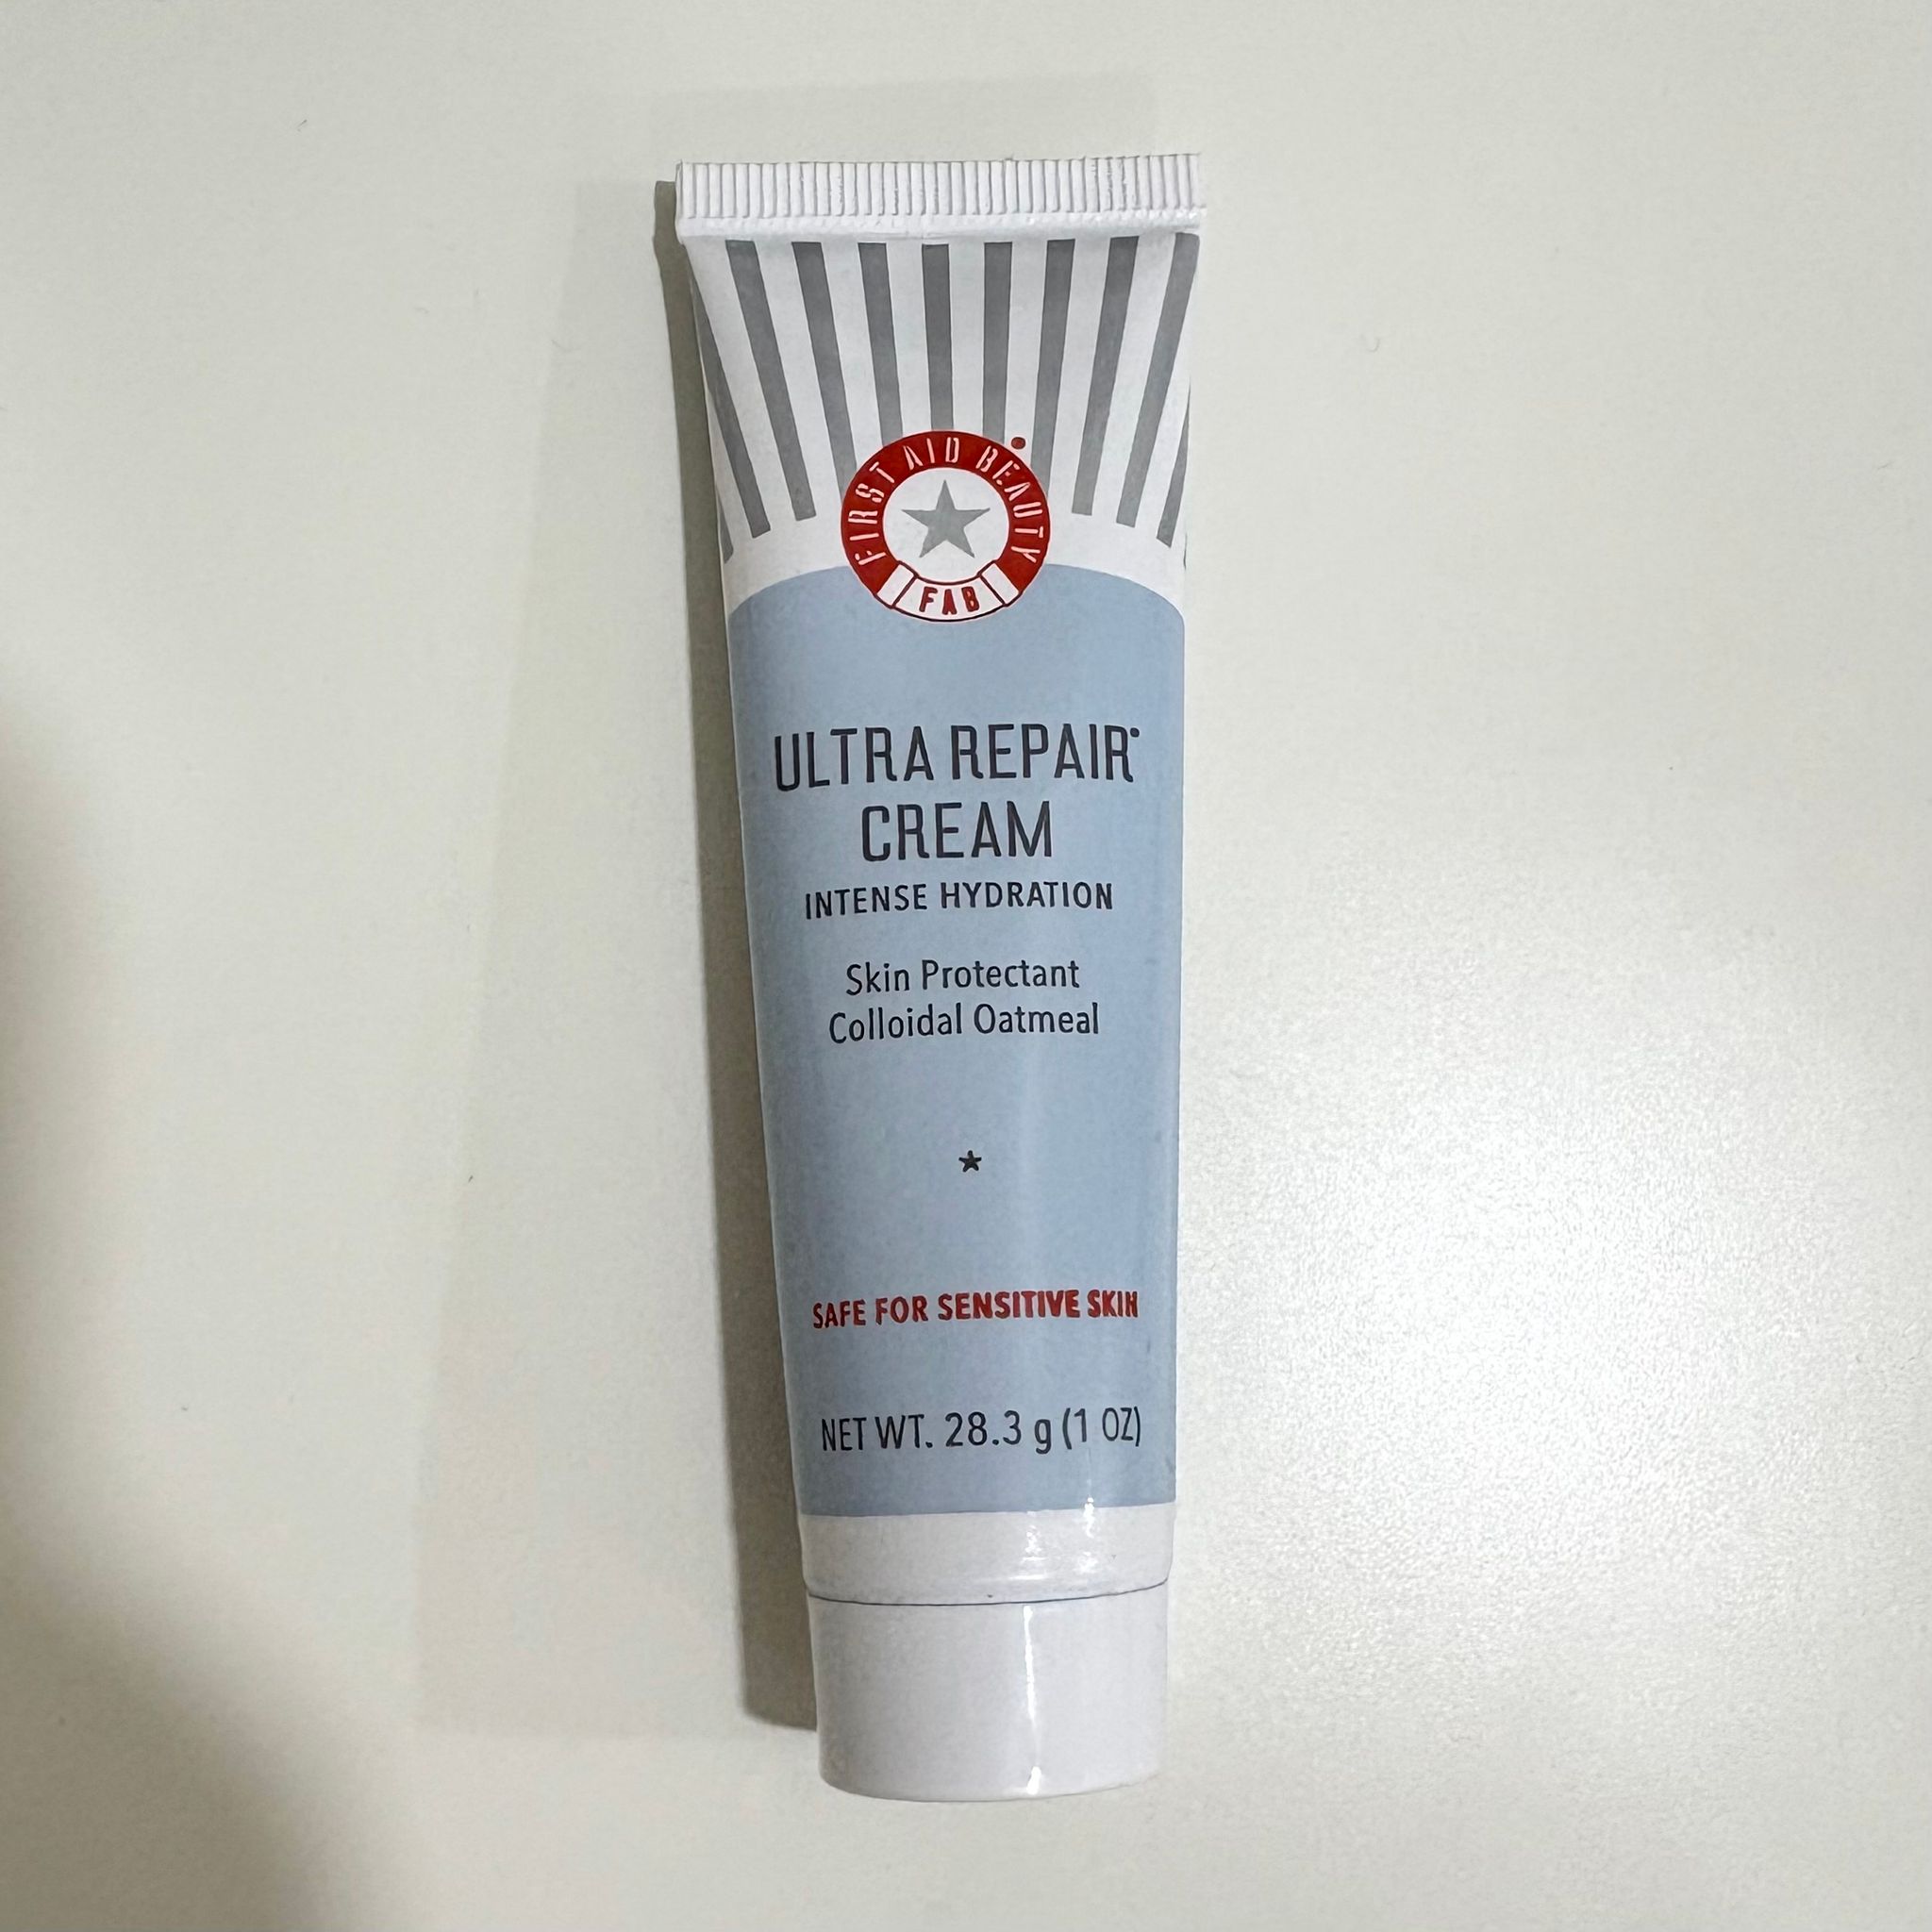 FIRST AID BEAUTY
FAB
ULTRA REPAIR
CREAM
INTENSE HYDRATION
Skin Protectant
Colloidal Oatmeal
SAFE FOR SENSITIVE SKIN
NET WT. 28.3 g (1 OZ)